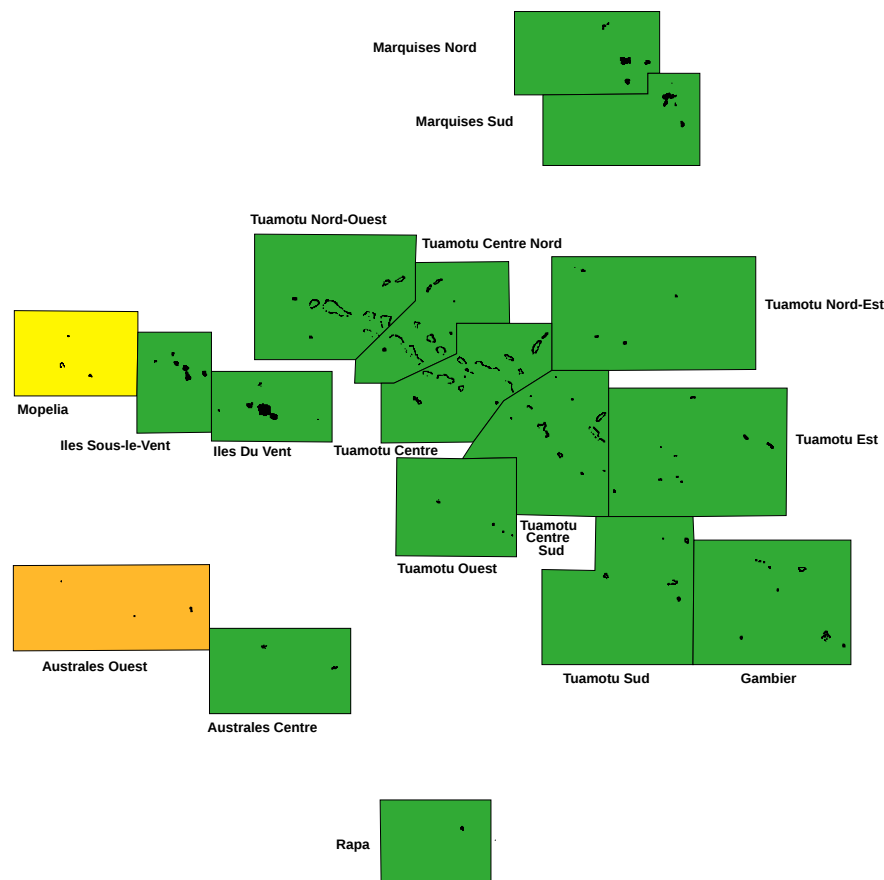 Marquises Nord
Marquises Sud
Tuamotu Nord-Ouest
Tuamotu Centre Nord
Tuamotu Nord-Est
Mopelia
Iles Sous-le-Vent
Iles Du Vent
Tuamotu Centre
Tuamotu Est
Tuamotu
Centre
Sud
Tuamotu Ouest
Australes Ouest
Tuamotu Sud
Gambier
Australes Centre
Rapa